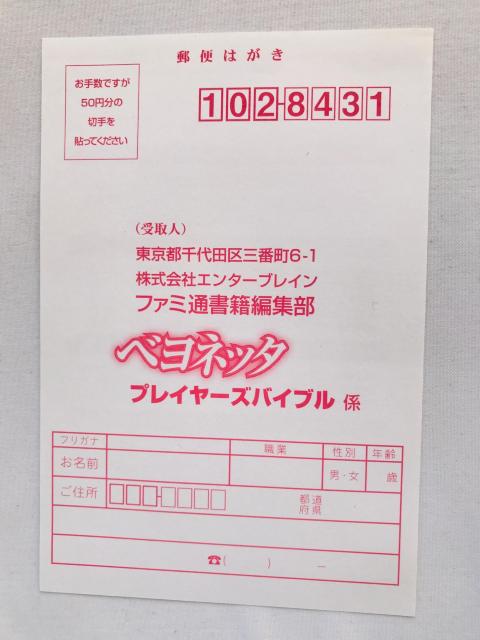 郵便はがき
お手数ですが
50円分の
切手を
貼ってください
102-8431
(受取人)
東京都千代田区三番町6-1
株式会社エンターブレイン
ファミ通書籍編集部
ベヨネッタ
プレイヤーズバイブル 係
フリガナ 職業 性別 年齢
お名前 男・女 歳
ご住所 都道
府県
☎( ) －